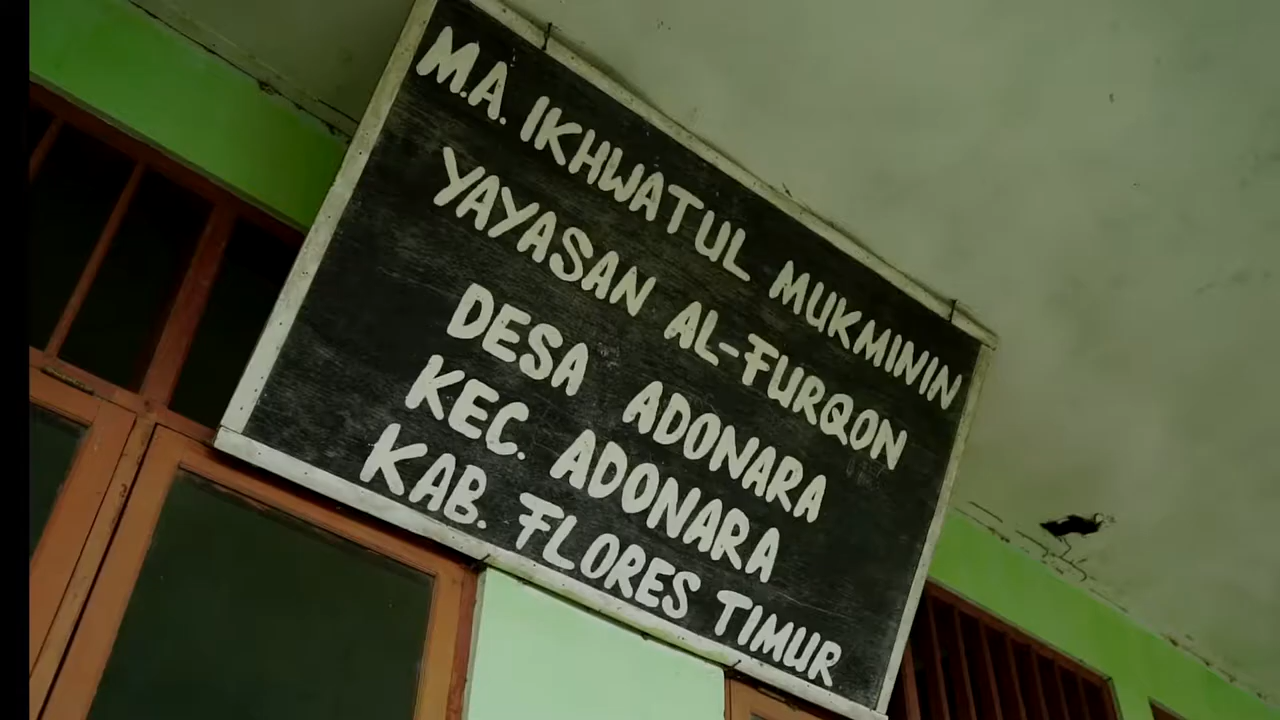 M.A. IKHWATUL MUKMININ
YAYASAN AL-FURQON
DESA ADONARA
KEC. ADONARA
KAB. FLORES TIMUR